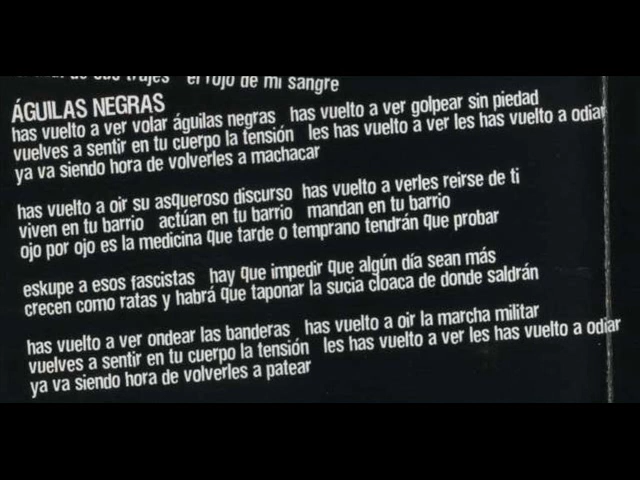 sus trajes el rojo de mi sangre
ÁGUILAS NEGRAS
has vuelto a ver volar águilas negras , has vuelto a ver golpear sin piedad
vuelves a sentir en tu cuerpo la tensión les has vuelto a ver les has vuelto a odiar
ya va siendo hora de volverles a machacar
has vuelto a oir su asqueroso discurso has vuelto a verles reirse de ti
viven en tu barrio actúan en tu barrio mandan en tu barrio
ojo por ojo es la medicina que tarde o temprano tendrán que probar
eskupe a esos fascistas hay que impedir que algún día sean más
crecen como ratas y habrá que taponar la sucia cloaca de donde saldrán
has vuelto a ver ondear las banderas has vuelto a oir la marcha militar
vuelves a sentir en tu cuerpo la tensión les has vuelto a ver les has vuelto a odiar
ya va siendo hora de volverles a patear